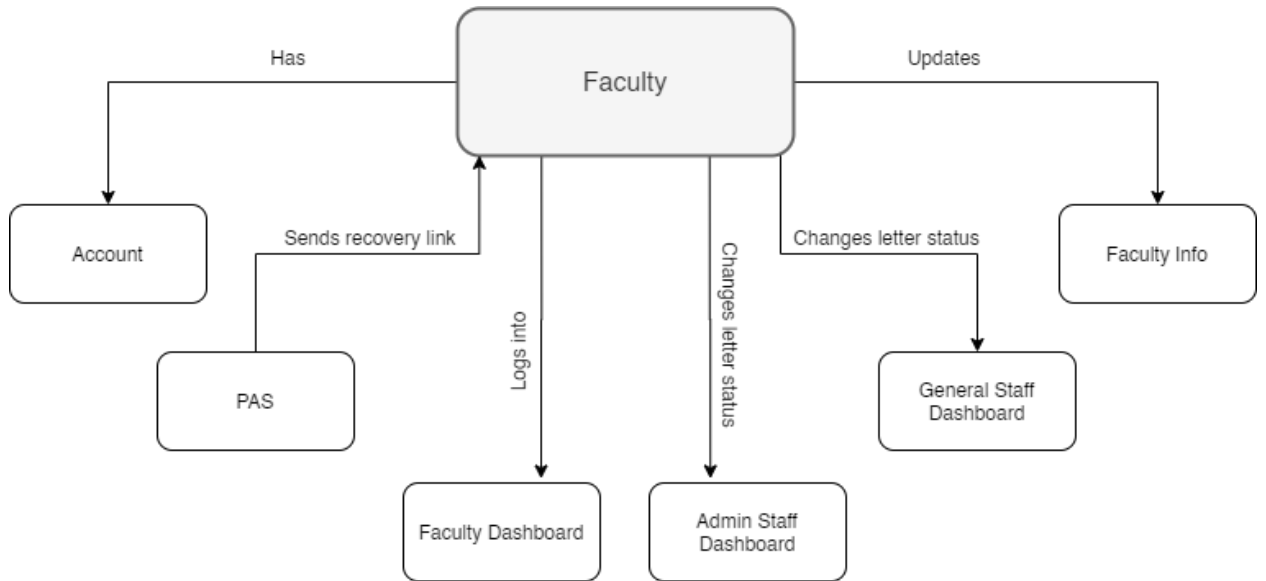 Has
Updates
Faculty
Account
Sends recovery link
Changes letter status
Faculty Info
Logs into
Changes letter status
PAS
General Staff
Dashboard
Faculty Dashboard
Admin Staff
Dashboard